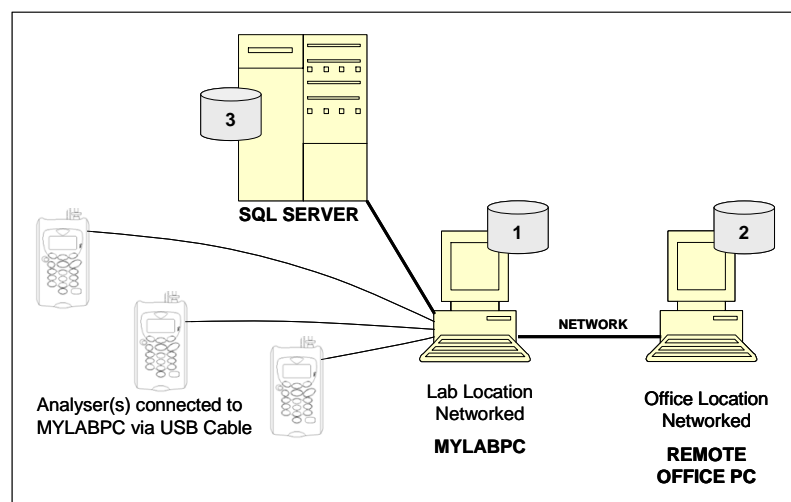 3
SQL SERVER
1
2
NETWORK
Analyser(s) connected to
MYLABPC via USB Cable
Lab Location
Networked
MYLABPC
Office Location
Networked
REMOTE
OFFICE PC